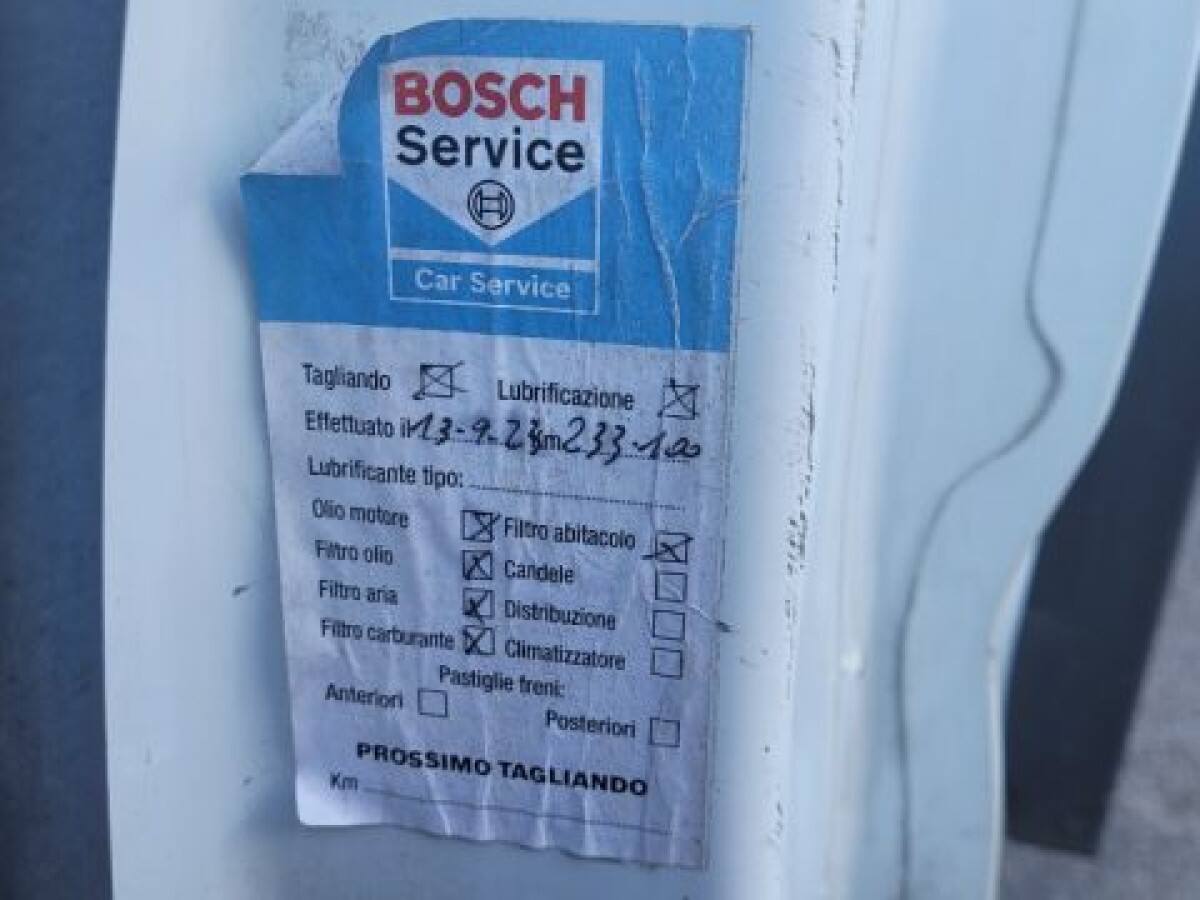 BOSCH
Service
Car Service
Tagliando Lubrificazione
Effettuato il 13-9-23 Km 233.100
Lubrificante tipo:
Olio motore Filtro abitacolo
Filtro olio Candele
Filtro aria Distribuzione
Filtro carburante Climatizzatore
Pastiglie freni:
Anteriori Posteriori
PROSSIMO TAGLIANDO
Km